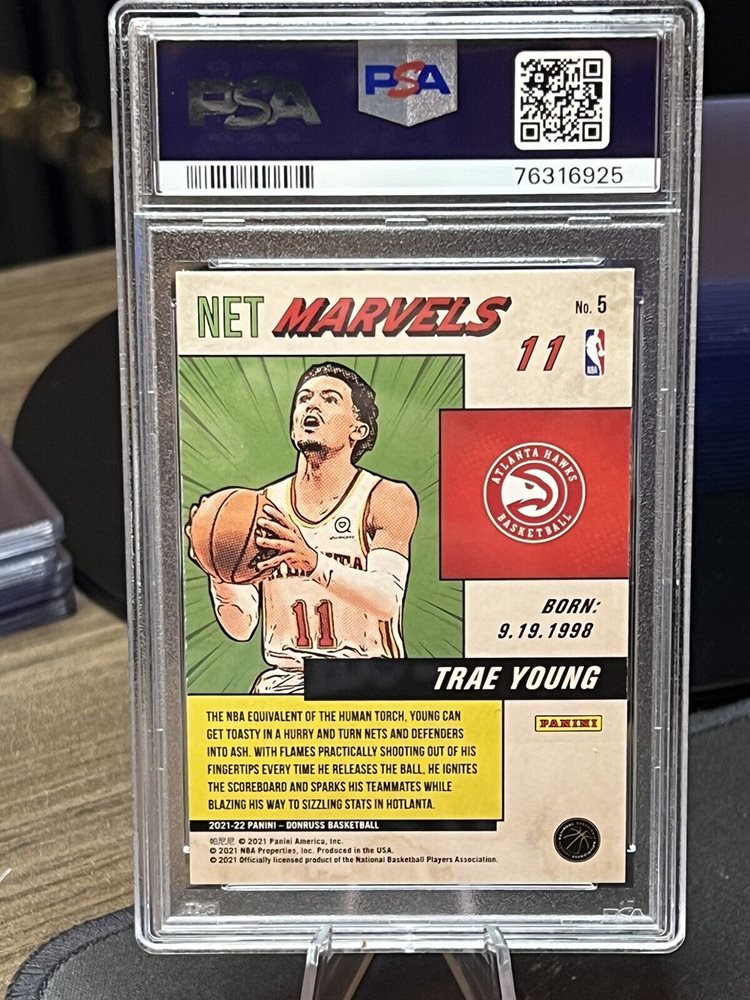 PSA
PSA
76316925
NET MARVELS
No. 5
11
NBA
ATLANTA HAWKS
BASKETBALL
11
BORN:
9.19.1998
TRAE YOUNG
PANINI
THE NBA EQUIVALENT OF THE HUMAN TORCH, YOUNG CAN
GET TOASTY IN A HURRY AND TURN NETS AND DEFENDERS
INTO ASH. WITH FLAMES PRACTICALLY SHOOTING OUT OF HIS
FINGERTIPS EVERY TIME HE RELEASES THE BALL, HE IGNITES
THE SCOREBOARD AND SPARKS HIS TEAMMATES WHILE
BLAZING HIS WAY TO SIZZLING STATS IN HOTLANTA.
2021-22 PANINI – DONRUSS BASKETBALL
帕尼尼 © 2021 Panini America, Inc.
© 2021 NBA Properties, Inc. Produced in the USA.
© 2021 Officially licensed product of the National Basketball Players Association.
PSA